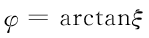 φ = arctanξ